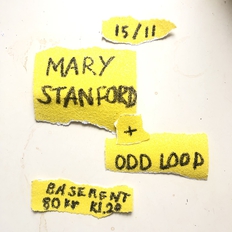 15/11
MARY
STANFORD
+
ODD LOOP
BASEMENT
80 kr Kl.20